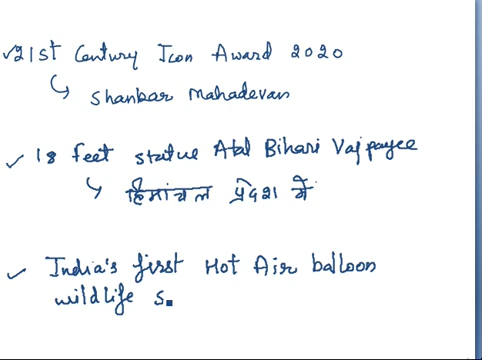 21st Century Icon Award 2020
Shankar Mahadevan
18 feet statue Atal Bihari Vajpayee
हिमांचल प्रदेश में
India's first Hot Air balloon
wildlife s